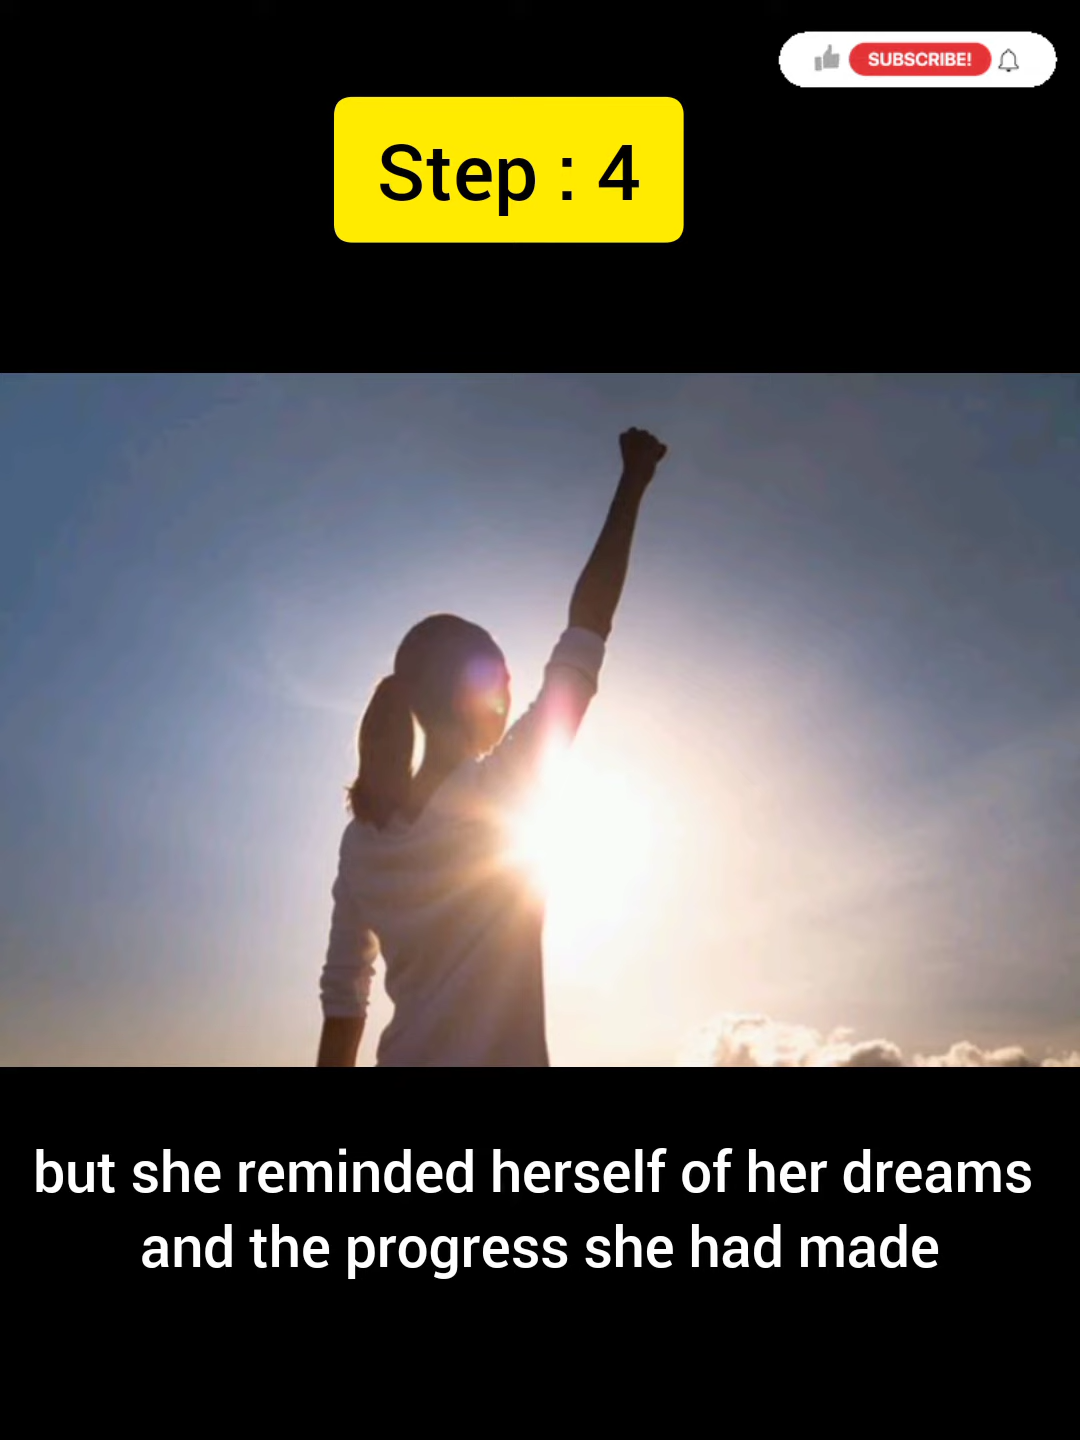 SUBSCRIBE!
Step : 4
but she reminded herself of her dreams
and the progress she had made